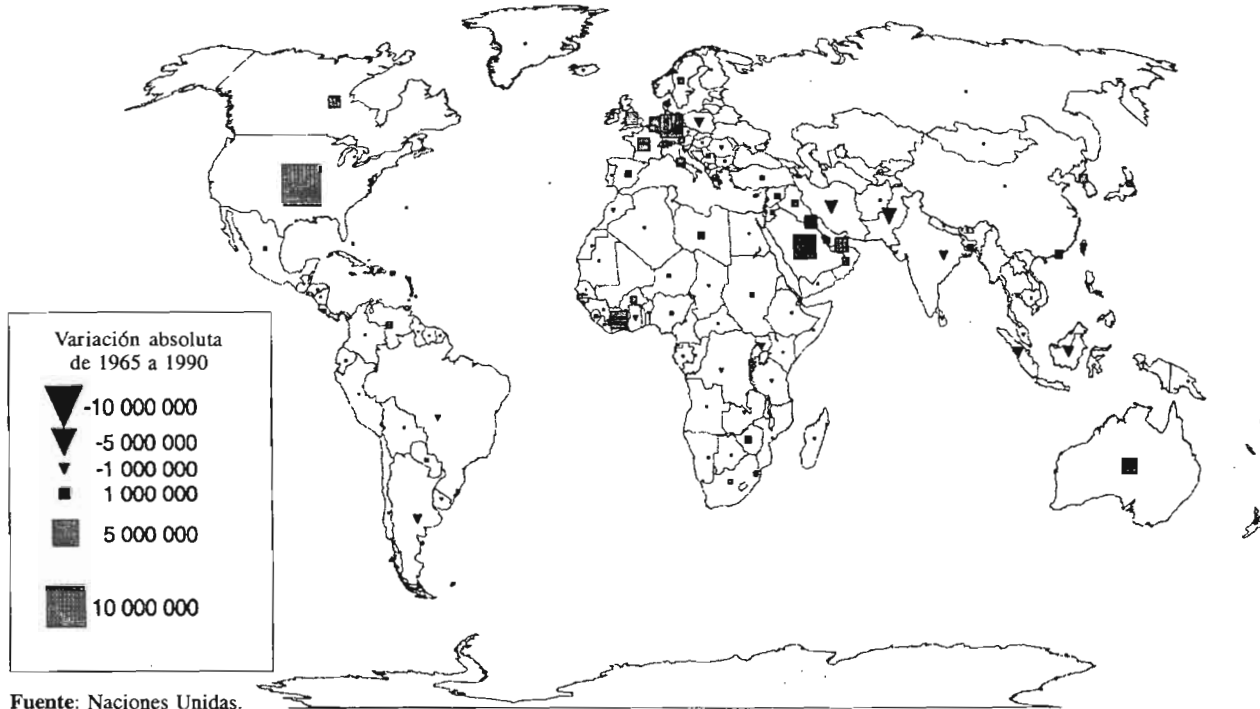 Variación absoluta
de 1965 a 1990
-10 000 000
-5 000 000
-1 000 000
1 000 000
5 000 000
10 000 000
Fuente: Naciones Unidas.